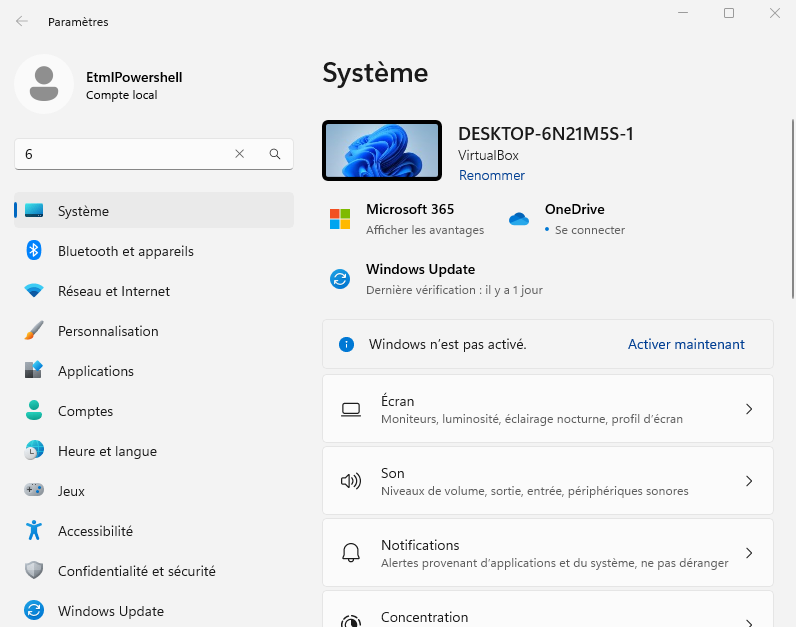 Paramètres
EtmlPowershell
Compte local
6
Système
Bluetooth et appareils
Réseau et Internet
Personnalisation
Applications
Comptes
Heure et langue
Jeux
Accessibilité
Confidentialité et sécurité
Windows Update
Système
DESKTOP-6N21M5S-1
VirtualBox
Renommer
Microsoft 365
Afficher les avantages
OneDrive
• Se connecter
Windows Update
Dernière vérification : il y a 1 jour
Windows n'est pas activé.
Activer maintenant
Écran
Moniteurs, luminosité, éclairage nocturne, profil d'écran
Son
Niveaux de volume, sortie, entrée, périphériques sonores
Notifications
Alertes provenant d'applications et du système, ne pas déranger
Concentration